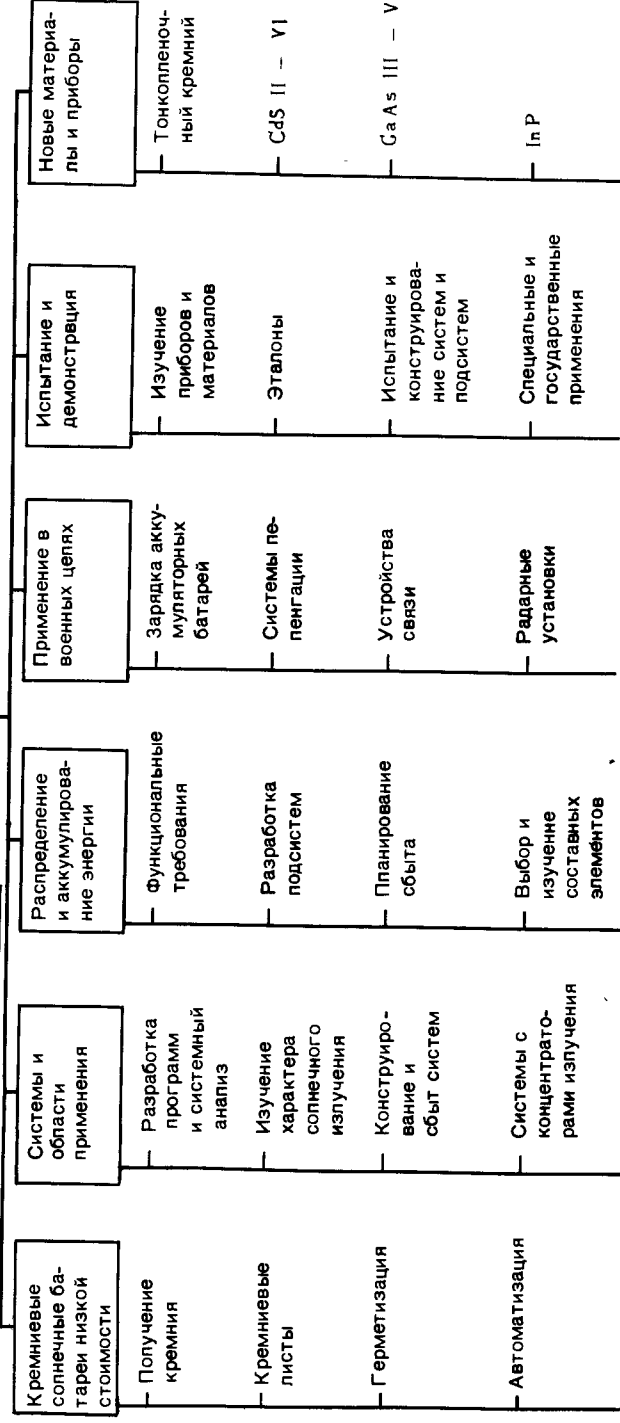 Кремниевые
солнечные ба-
тареи низкой
стоимости
Получение
кремния
Кремниевые
листы
Герметизация
Автоматизация
Системы и
области
применения
Разработка
программ
и системный
анализ
Изучение
характера
солнечного
излучения
Конструиро-
вание и
сбыт систем
Системы с
концентрато-
рами излучения
Распределение
и аккумулирова-
ние энергии
Функциональные
требования
Разработка
подсистем
Планирование
сбыта
Выбор и
изучение
составных
элементов
Применение в
военных целях
Зарядка акку-
муляторных
батарей
Системы пе-
ленгации
Устройства
связи
Радарные
установки
Испытание и
демонстрвция
Изучение
приборов и
материалов
Эталоны
Испытание и
конструирова-
ние систем и
подсистем
Специальные и
государственные
применения
Новые материа-
лы и приборы
Тонкопленоч-
ный кремний
CdS II – VI
GaAs III – V
InP